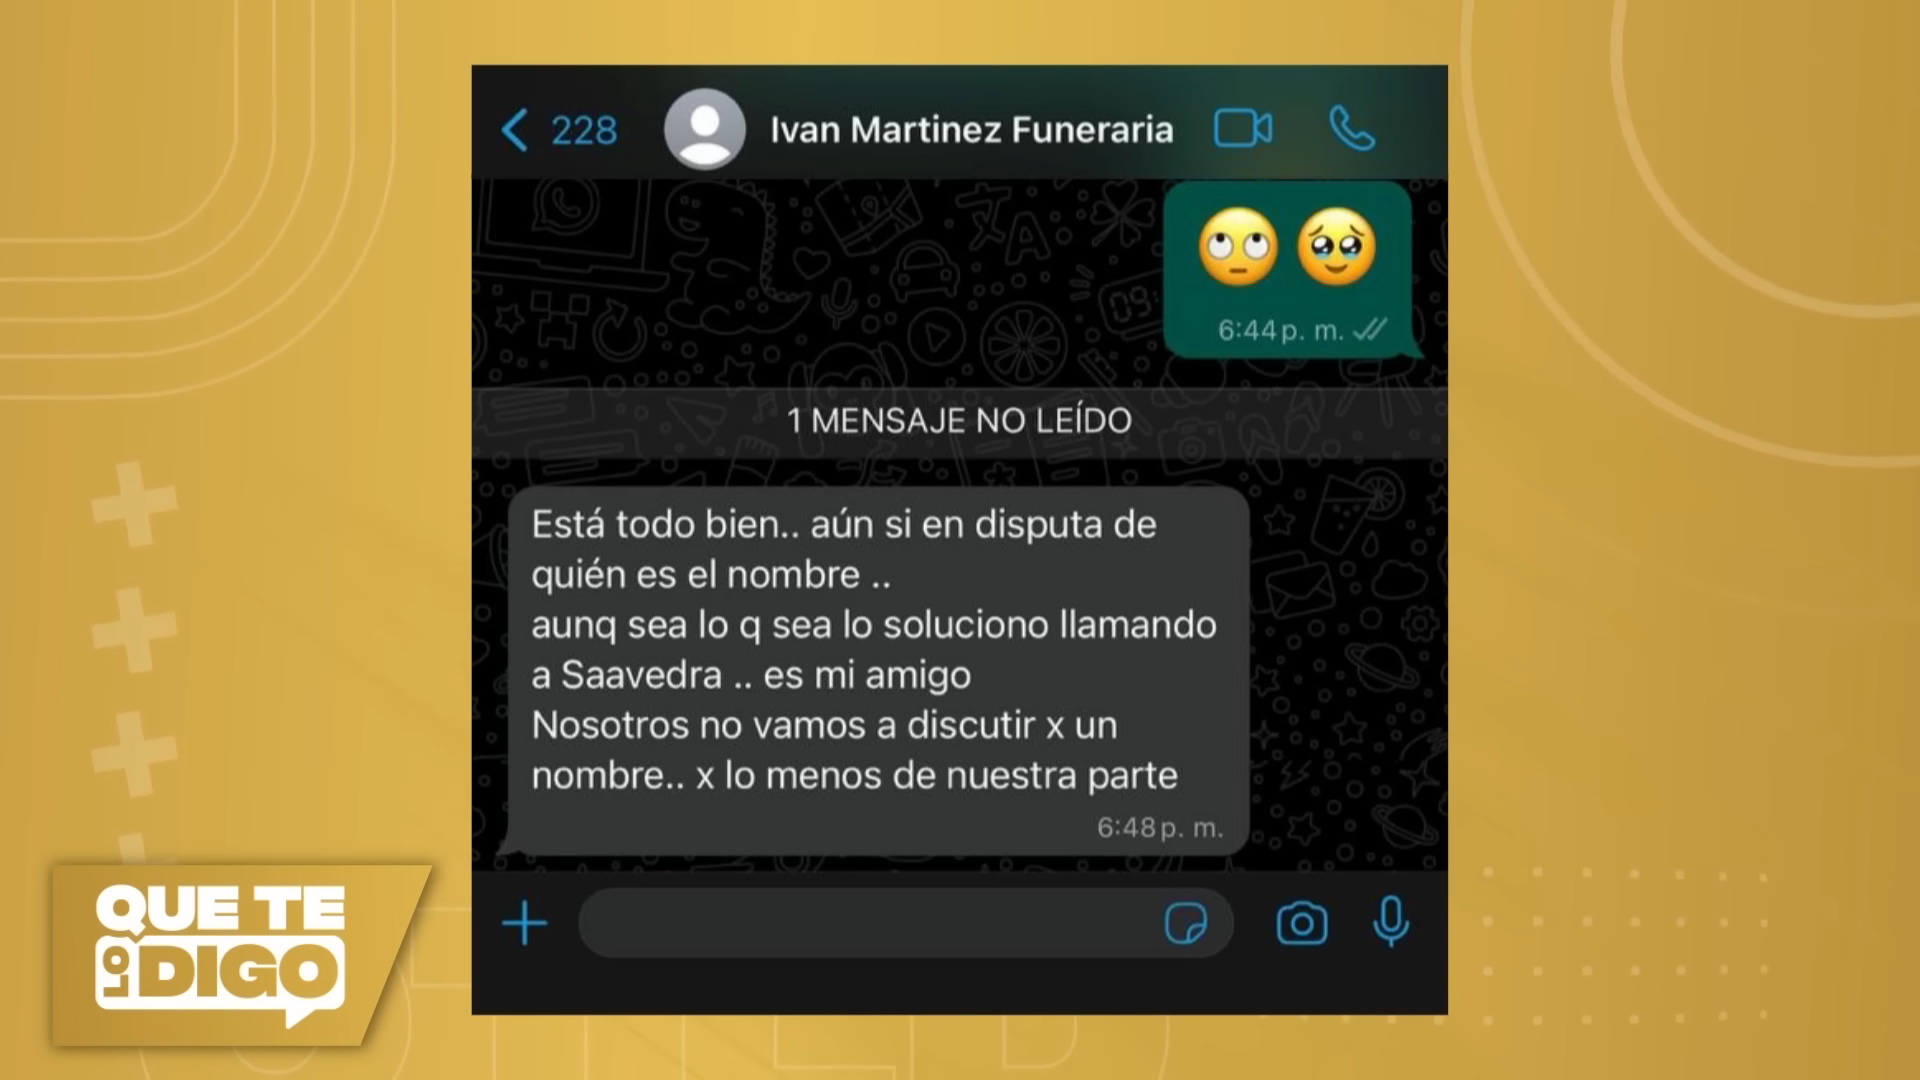 228
Ivan Martinez Funeraria
🙄 🥹
6:44 p. m.
1 MENSAJE NO LEÍDO
Está todo bien.. aún si en disputa de
quién es el nombre ..
aunq sea lo q sea lo soluciono llamando
a Saavedra .. es mi amigo
Nosotros no vamos a discutir x un
nombre.. x lo menos de nuestra parte
6:48 p. m.
QUE TE
LO DIGO